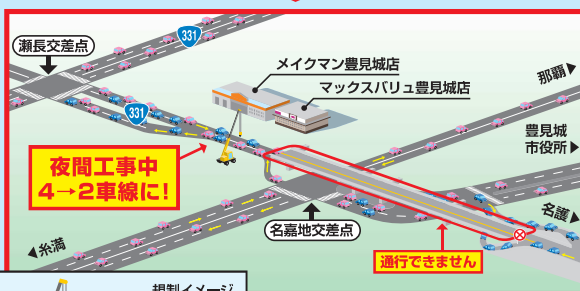 瀬長交差点
331
メイクマン豊見城店
マックスバリュ豊見城店
那覇
331
豊見城
市役所
夜間工事中
4→2車線に!
名護
名嘉地交差点
糸満
通行できません
規制イメージ